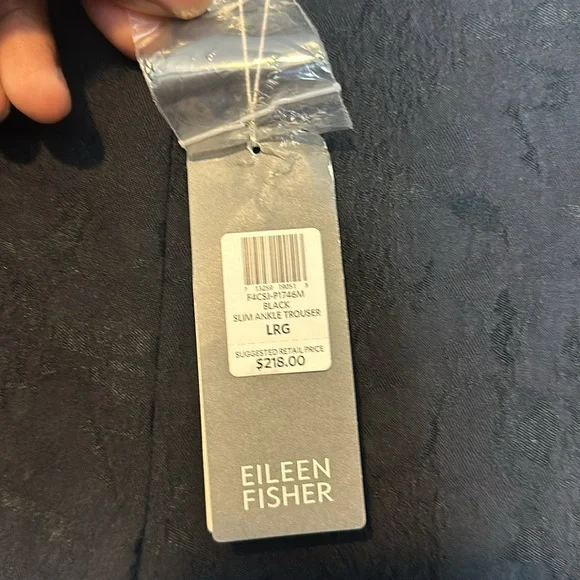 F4CSJ-P1746M
BLACK
SLIM ANKLE TROUSER
LRG
SUGGESTED RETAIL PRICE
$218.00
EILEEN
FISHER